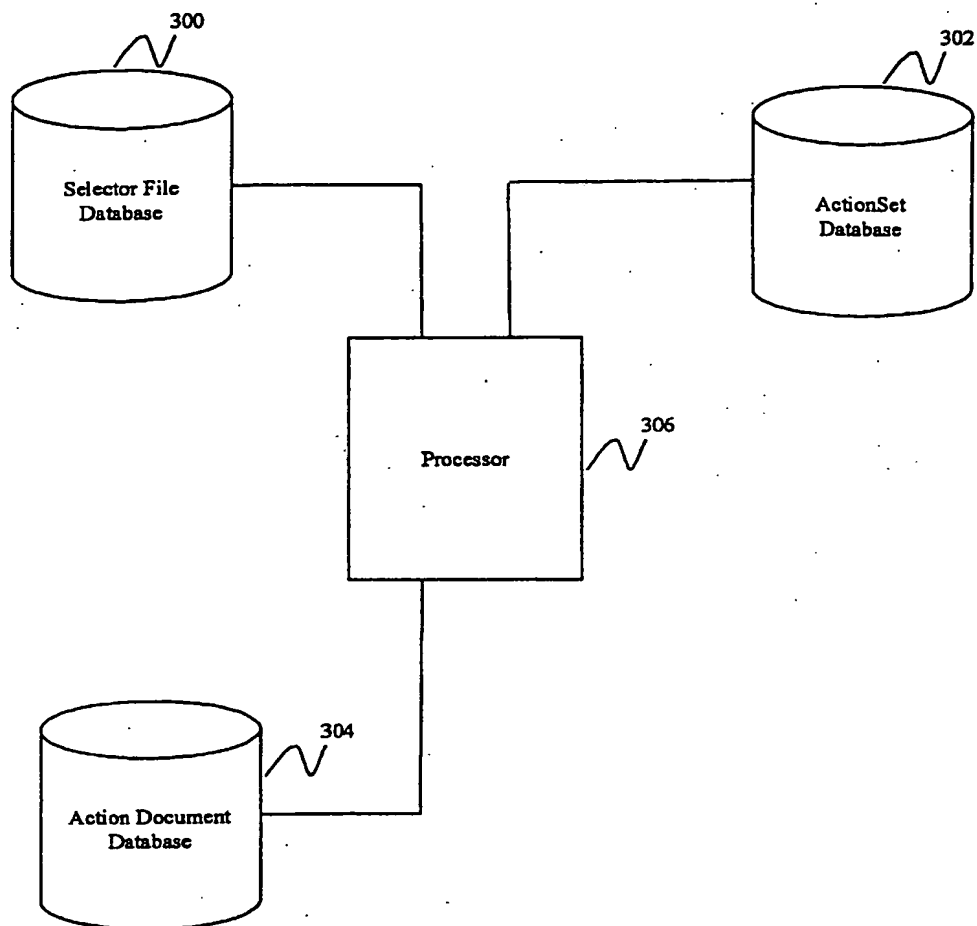 300
302
Selector File
Database
ActionSet
Database
306
Processor
304
Action Document
Database